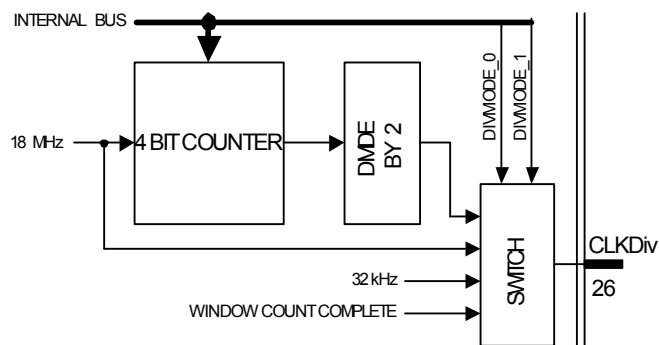 INTERNAL BUS
DIVMODE_0
DIVMODE_1
18 MHz
4 BIT COUNTER
DIVIDE
BY 2
SWITCH
CLKDiv
26
32 kHz
WINDOW COUNT COMPLETE